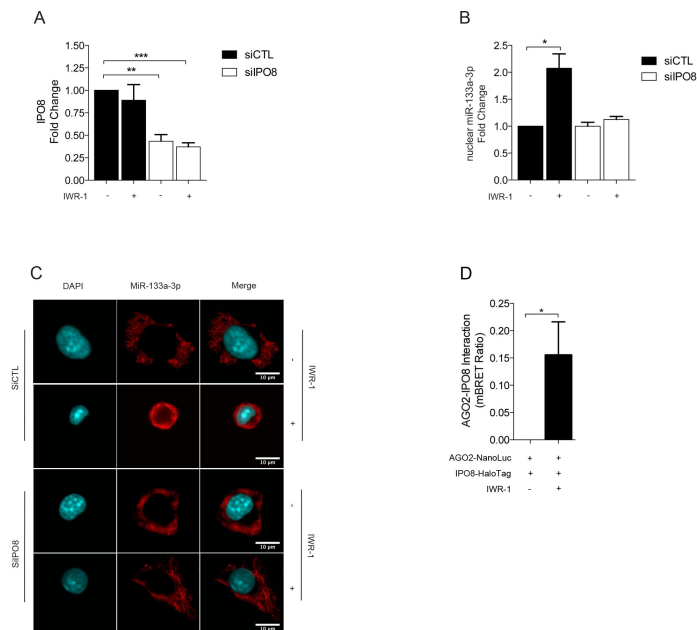 A
***
**
1.25
1.00
0.75
0.50
0.25
0.00
IPO8
Fold Change
IWR-1
- + - +
siCTL
siIPO8
B
*
3.0
2.5
2.0
1.5
1.0
0.5
0.0
nuclear miR-133a-3p
Fold Change
IWR-1
- + - +
siCTL
siIPO8
C
DAPI MiR-133a-3p Merge
SiCTL
-
10 μm
+
10 μm
IWR-1
SiIPO8
-
10 μm
+
10 μm
IWR-1
D
*
0.30
0.25
0.20
0.15
0.10
0.05
0.00
AGO2-IPO8 Interaction
(mBRET Ratio)
AGO2-NanoLuc + +
IPO8-HaloTag + +
IWR-1 - +